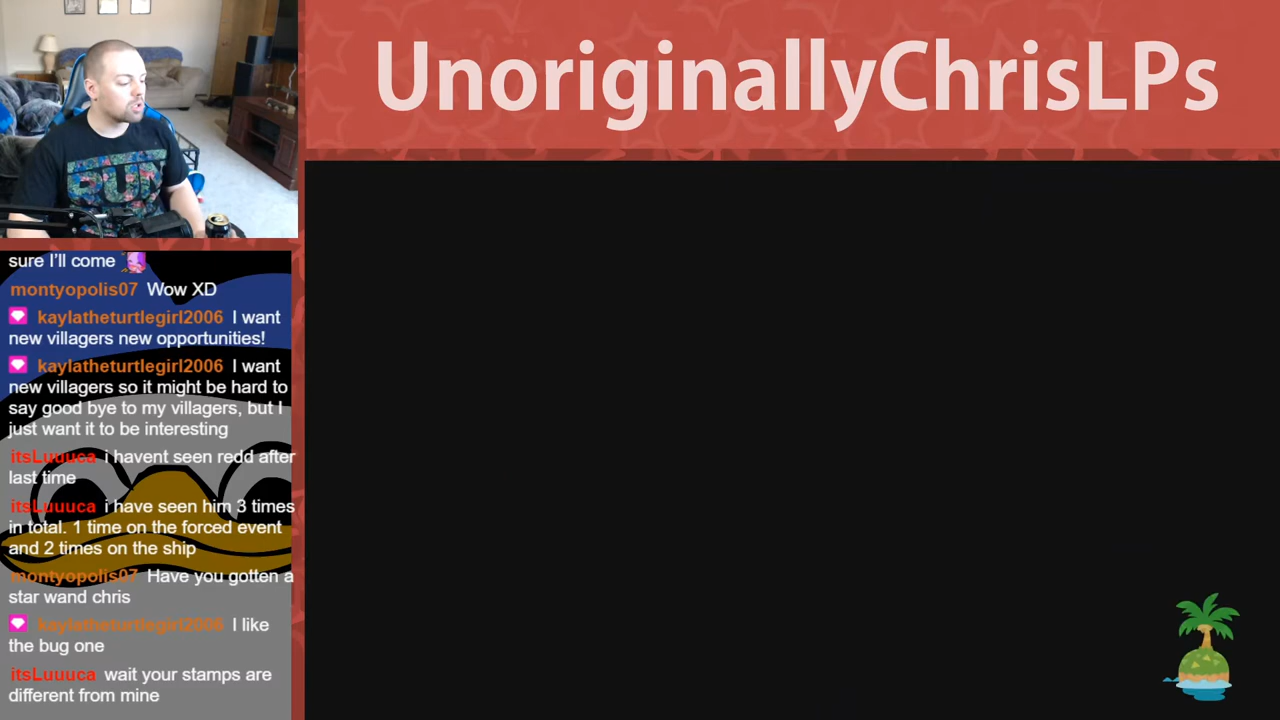 UnoriginallyChrisLPs
sure I'll come
montyopolis07 Wow XD
kaylatheturtlegirl2006 I want
new villagers new opportunities!
kaylatheturtlegirl2006 I want
new villagers so it might be hard to
say good bye to my villagers, but I
just want it to be interesting
itsLuuuca i havent seen redd after
last time
itsLuuuca i have seen him 3 times
in total. 1 time on the forced event
and 2 times on the ship
montyopolis07 Have you gotten a
star wand chris
kaylatheturtlegirl2006 I like
the bug one
itsLuuuca wait your stamps are
different from mine